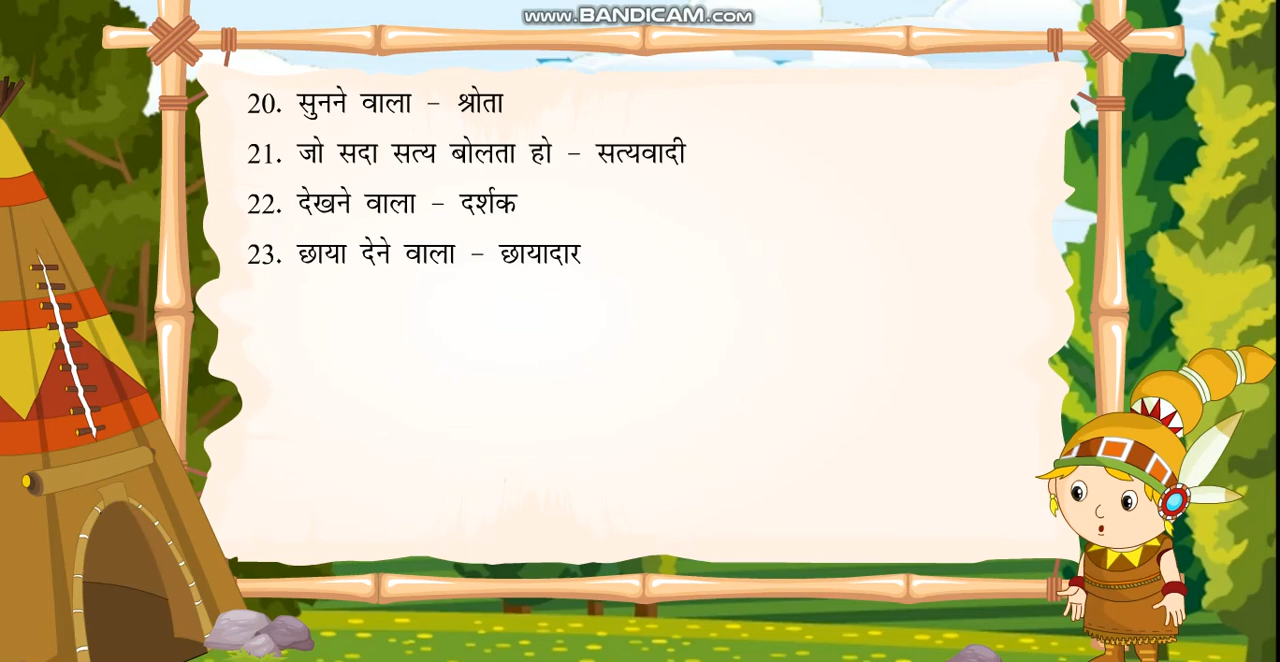 www.BANDICAM.com
20. सुनने वाला – श्रोता
21. जो सदा सत्य बोलता हो – सत्यवादी
22. देखने वाला – दर्शक
23. छाया देने वाला – छायादार